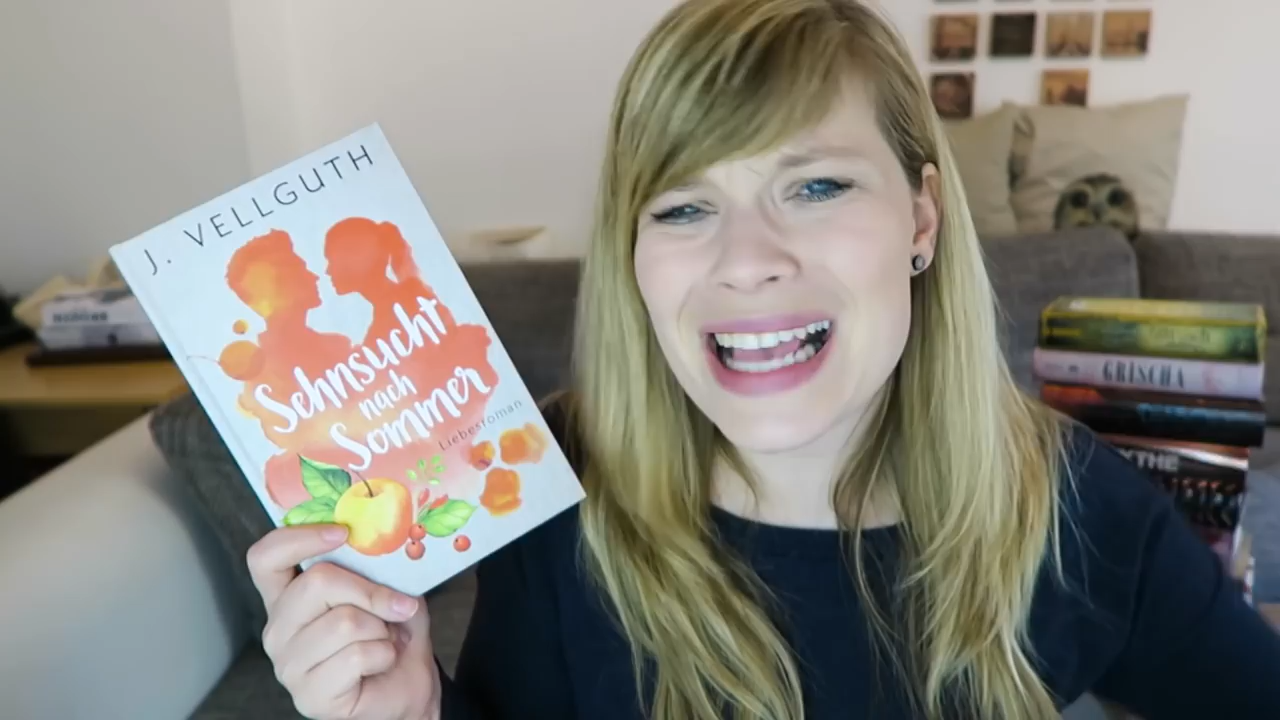 J. VELLGUTH
Sehnsucht
nach
Sommer
Liebesroman
GRISCHA